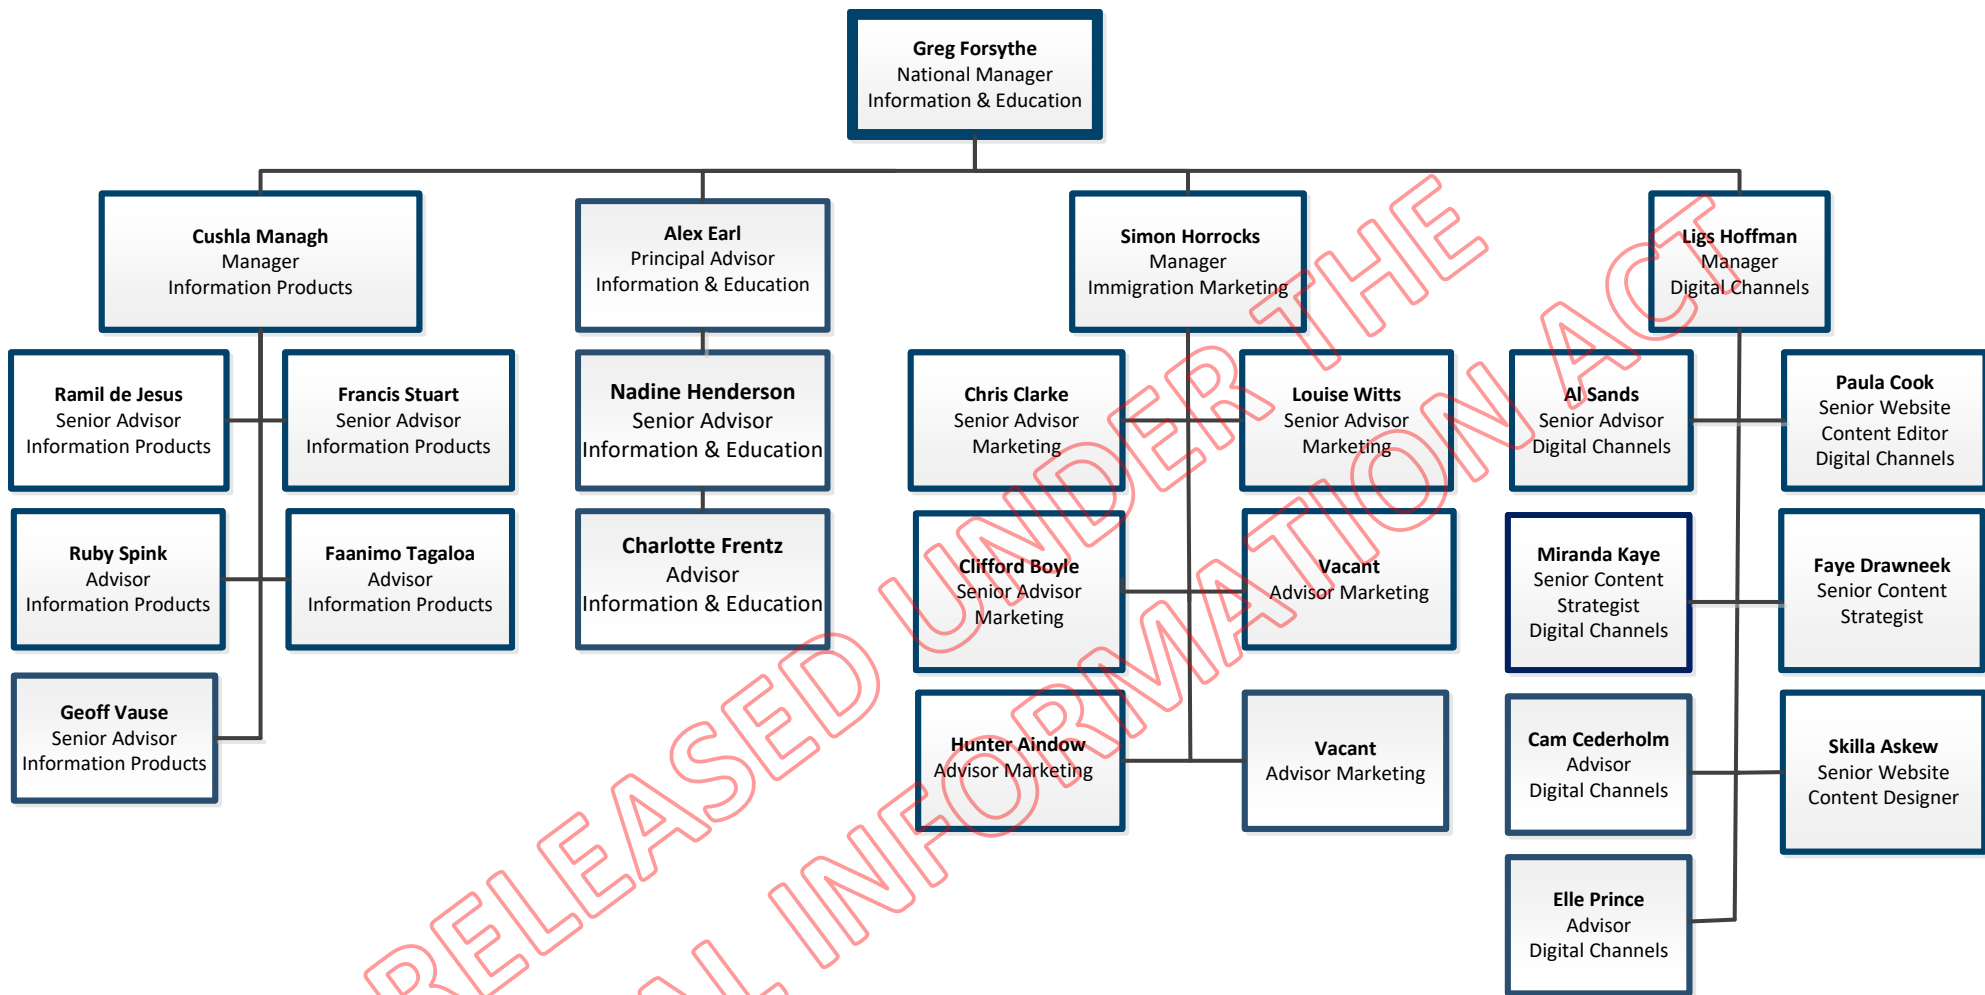 Greg Forsythe
National Manager
Information & Education
Cushla Managh
Manager
Information Products
Alex Earl
Principal Advisor
Information & Education
Simon Horrocks
Manager
Immigration Marketing
Ligs Hoffman
Manager
Digital Channels
Ramil de Jesus
Senior Advisor
Information Products
Francis Stuart
Senior Advisor
Information Products
Ruby Spink
Advisor
Information Products
Faanimo Tagaloa
Advisor
Information Products
Geoff Vause
Senior Advisor
Information Products
Nadine Henderson
Senior Advisor
Information & Education
Charlotte Frentz
Advisor
Information & Education
Chris Clarke
Senior Advisor
Marketing
Louise Witts
Senior Advisor
Marketing
Clifford Boyle
Senior Advisor
Marketing
Vacant
Advisor Marketing
Hunter Aindow
Advisor Marketing
Vacant
Advisor Marketing
Al Sands
Senior Advisor
Digital Channels
Paula Cook
Senior Website
Content Editor
Digital Channels
Miranda Kaye
Senior Content
Strategist
Digital Channels
Faye Drawneek
Senior Content
Strategist
Cam Cederholm
Advisor
Digital Channels
Skilla Askew
Senior Website
Content Designer
Elle Prince
Advisor
Digital Channels
RELEASED UNDER THE
AL INFORMATION ACT